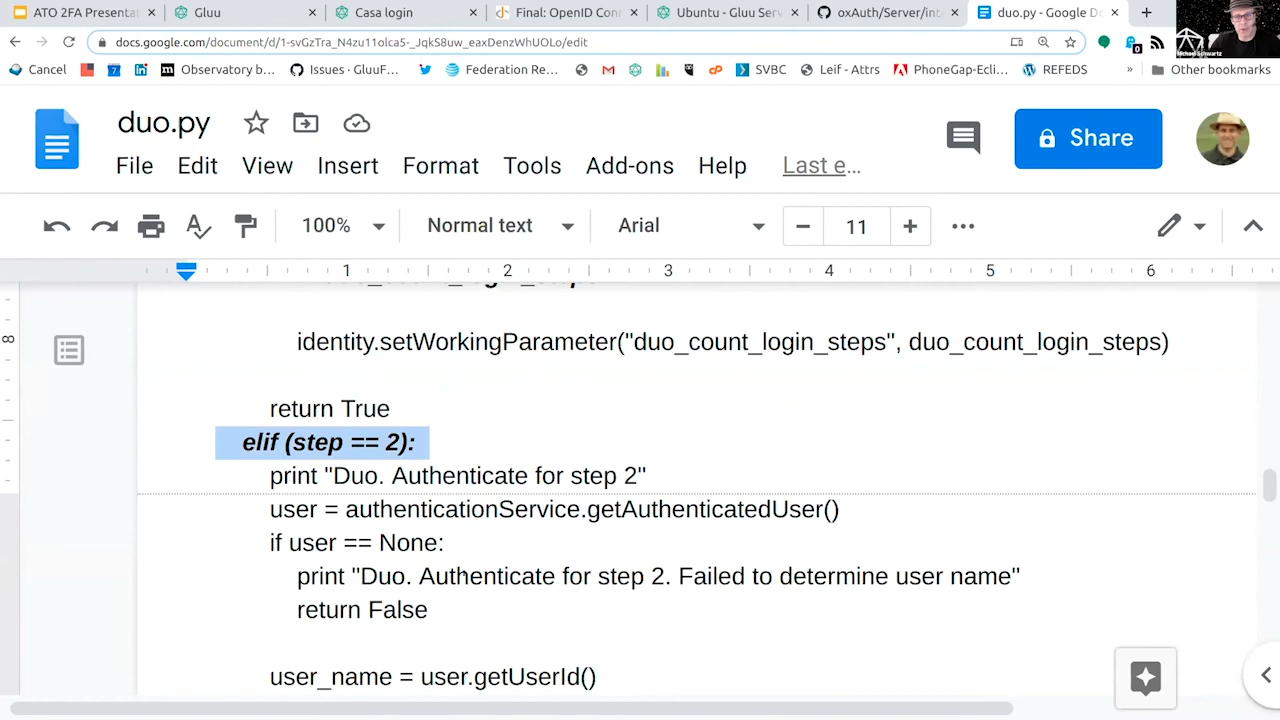 ATO 2FA Presentat
Gluu
Casa login
Final: OpenID Conn
Ubuntu - Gluu Serv
oxAuth/Server/inte
duo.py - Google Do
docs.google.com/document/d/1-svGzTra_N4zu11olca5-_JqkS8uw_eaxDenzWhUOLo/edit
Michael Schwartz
Cancel
Observatory b...
Issues · GluuF...
Federation Re...
SVBC
Leif - Attrs
PhoneGap-Ecli...
REFEDS
Other bookmarks
duo.py
Share
File Edit View Insert Format Tools Add-ons Help Last e...
100% Normal text Arial 11
1 2 3 4 5 6
8
identity.setWorkingParameter("duo_count_login_steps", duo_count_login_steps)
return True
elif (step == 2):
print "Duo. Authenticate for step 2"
user = authenticationService.getAuthenticatedUser()
if user == None:
print "Duo. Authenticate for step 2. Failed to determine user name"
return False
user_name = user.getUserId()